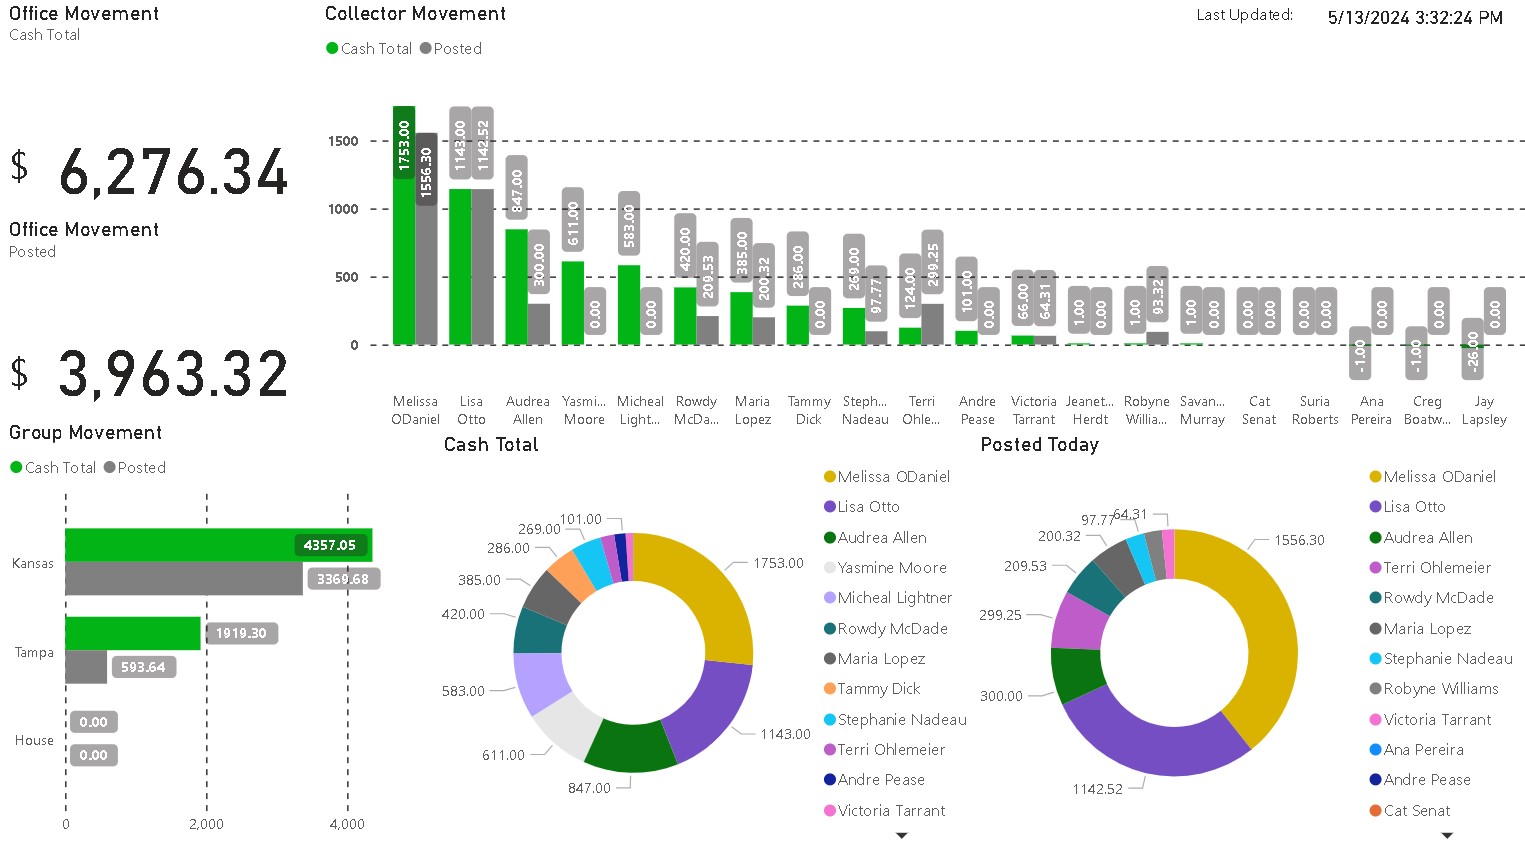 Office Movement
Cash Total
$ 6,276.34
Office Movement
Posted
$ 3,963.32
Collector Movement
Cash Total Posted
Last Updated: 5/13/2024 3:32:24 PM
1500
1000
500
0
1753.00
1556.30
1143.00
1142.52
847.00
300.00
611.00
0.00
583.00
0.00
420.00
209.53
385.00
200.32
286.00
0.00
269.00
97.77
124.00
299.25
101.00
0.00
66.00
64.31
1.00
0.00
1.00
93.32
1.00
0.00
0.00
0.00
0.00
0.00
-1.00
0.00
-1.00
0.00
-26.00
0.00
Melissa
ODaniel
Lisa
Otto
Audrea
Allen
Yasmi...
Moore
Micheal
Light...
Rowdy
McDa...
Maria
Lopez
Tammy
Dick
Steph...
Nadeau
Terri
Ohle...
Andre
Pease
Victoria
Tarrant
Jeanet...
Herdt
Robyne
Willia...
Savan...
Murray
Cat
Senat
Suria
Roberts
Ana
Pereira
Creg
Boatw...
Jay
Lapsley
Group Movement
Cash Total Posted
Kansas
4357.05
3369.68
Tampa
1919.30
593.64
House
0.00
0.00
0
2,000
4,000
Cash Total
101.00
269.00
286.00
385.00
420.00
583.00
611.00
847.00
1143.00
1753.00
Melissa ODaniel
Lisa Otto
Audrea Allen
Yasmine Moore
Micheal Lightner
Rowdy McDade
Maria Lopez
Tammy Dick
Stephanie Nadeau
Terri Ohlemeier
Andre Pease
Victoria Tarrant
Posted Today
64.31
97.77
200.32
209.53
299.25
300.00
1142.52
1556.30
Melissa ODaniel
Lisa Otto
Audrea Allen
Terri Ohlemeier
Rowdy McDade
Maria Lopez
Stephanie Nadeau
Robyne Williams
Victoria Tarrant
Ana Pereira
Andre Pease
Cat Senat